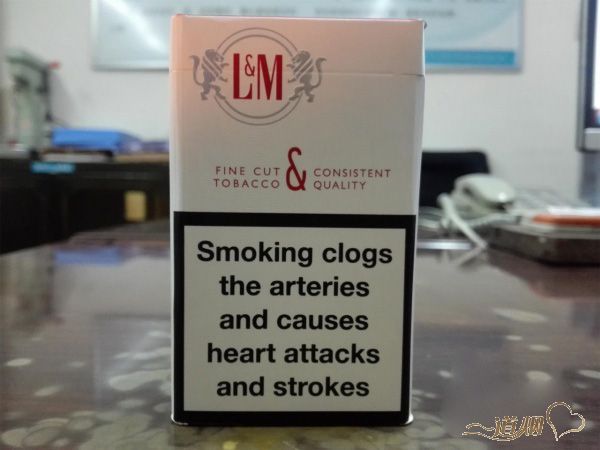 L&M
FINE CUT & CONSISTENT
TOBACCO QUALITY
Smoking clogs
the arteries
and causes
heart attacks
and strokes